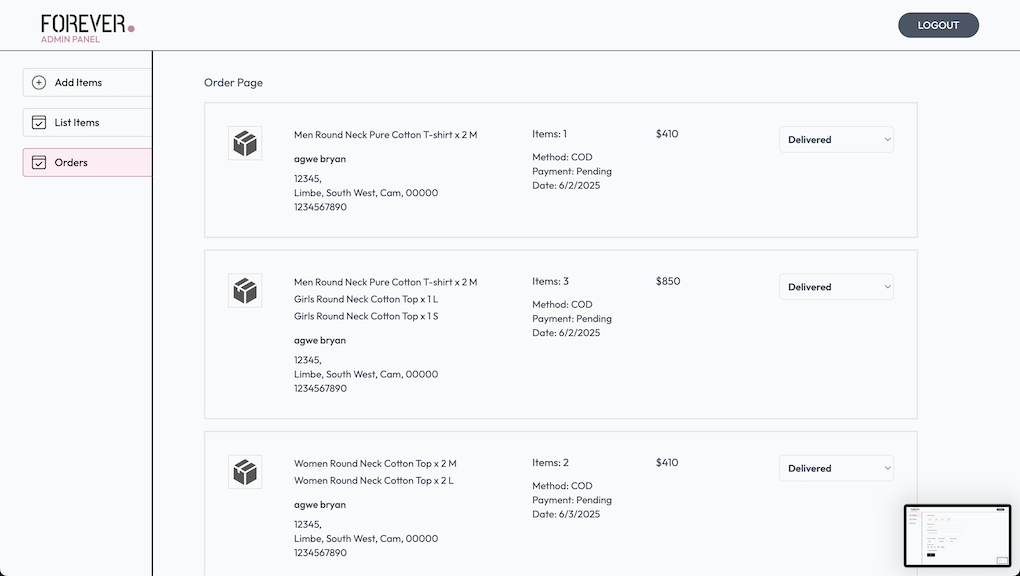 FOREVER.
ADMIN PANEL
LOGOUT
Add Items
List Items
Orders
Order Page
Men Round Neck Pure Cotton T-shirt x 2 M
agwe bryan
12345,
Limbe, South West, Cam, 00000
1234567890
Items: 1
Method: COD
Payment: Pending
Date: 6/2/2025
$410
Delivered
Men Round Neck Pure Cotton T-shirt x 2 M
Girls Round Neck Cotton Top x 1 L
Girls Round Neck Cotton Top x 1 S
agwe bryan
12345,
Limbe, South West, Cam, 00000
1234567890
Items: 3
Method: COD
Payment: Pending
Date: 6/2/2025
$850
Delivered
Women Round Neck Cotton Top x 2 M
Women Round Neck Cotton Top x 2 L
agwe bryan
12345,
Limbe, South West, Cam, 00000
1234567890
Items: 2
Method: COD
Payment: Pending
Date: 6/3/2025
$410
Delivered